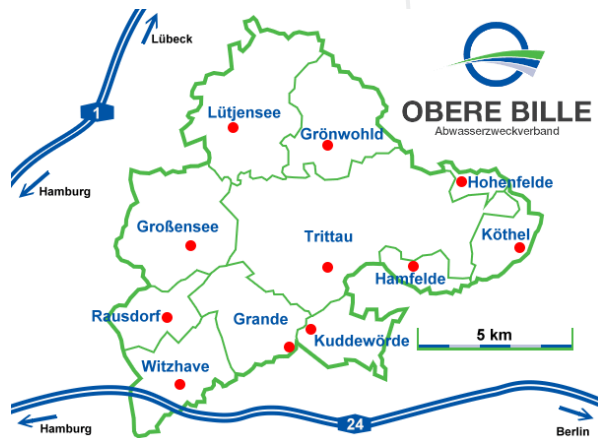 Lübeck
1
Hamburg
OBERE BILLE
Abwasserzweckverband
Lütjensee
Grönwohld
Hohenfelde
Großensee
Trittau
Köthel
Hamfelde
Rausdorf
Grande
Kuddewörde
5 km
Witzhave
24
Hamburg
Berlin